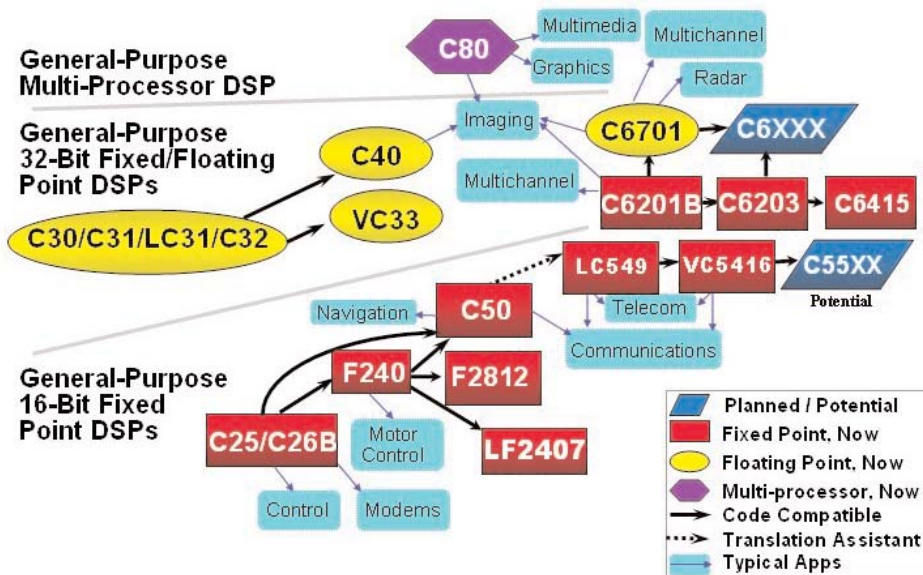 General-Purpose
Multi-Processor DSP
C80
Multimedia
Graphics
Multichannel
Radar
General-Purpose
32-Bit Fixed/Floating
Point DSPs
Imaging
C40
C6701
C6XXX
Multichannel
C6201B
C6203
C6415
C30/C31/LC31/C32
VC33
LC549
VC5416
C55XX
Potential
Telecom
Navigation
C50
Communications
General-Purpose
16-Bit Fixed
Point DSPs
F240
F2812
C25/C26B
Motor
Control
LF2407
Control
Modems
Planned / Potential
Fixed Point, Now
Floating Point, Now
Multi-processor, Now
Code Compatible
Translation Assistant
Typical Apps